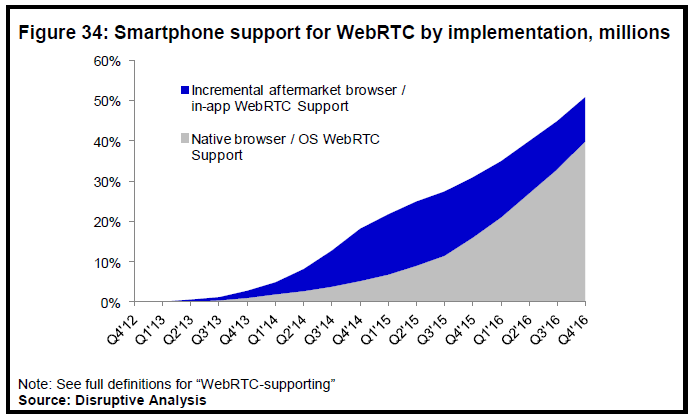 Figure 34: Smartphone support for WebRTC by implementation, millions
60%
50%
40%
30%
20%
10%
0%
Incremental aftermarket browser /
in-app WebRTC Support
Native browser / OS WebRTC
Support
Q4'12
Q1'13
Q2'13
Q3'13
Q4'13
Q1'14
Q2'14
Q3'14
Q4'14
Q1'15
Q2'15
Q3'15
Q4'15
Q1'16
Q2'16
Q3'16
Q4'16
Note: See full definitions for “WebRTC-supporting”
Source: Disruptive Analysis